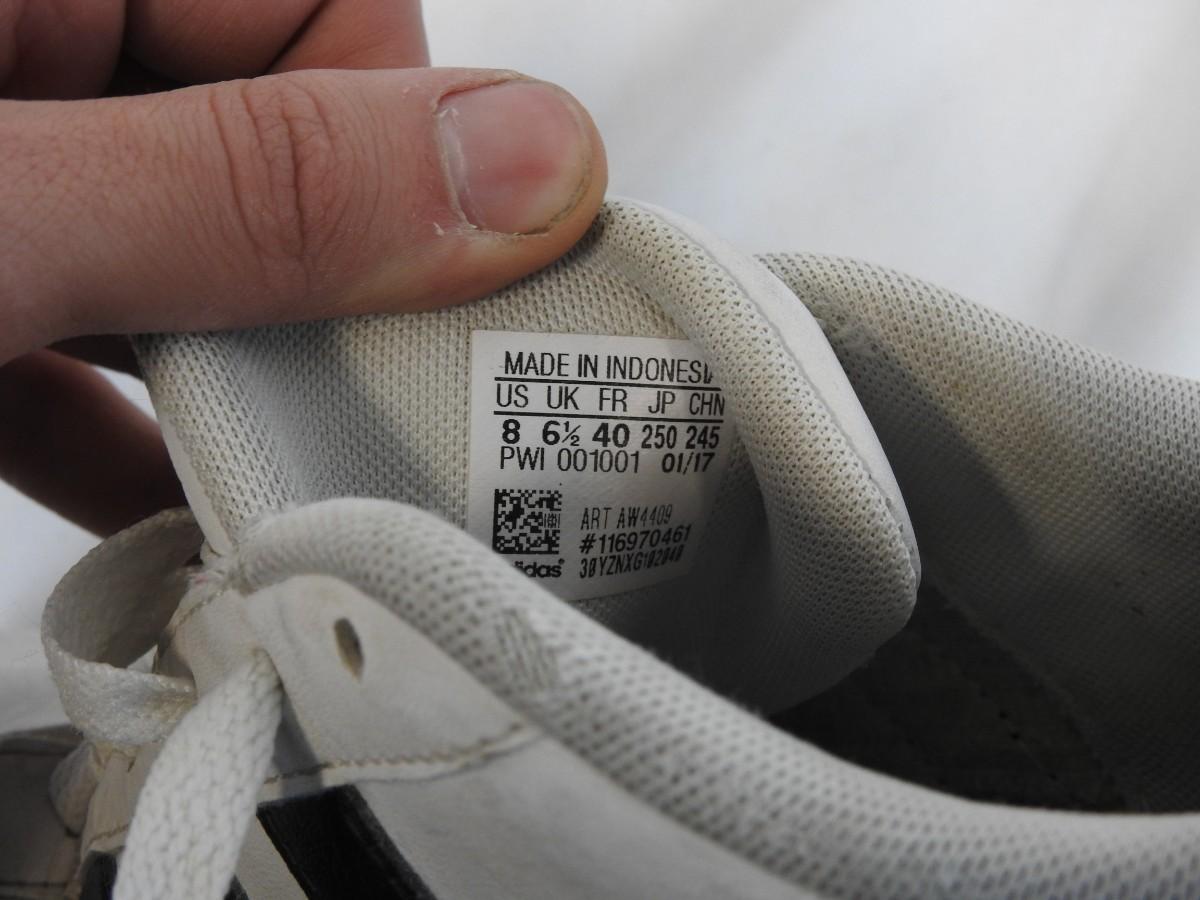 MADE IN INDONESIA
US UK FR JP CHN
8 6½ 40 250 245
PWI 001001 01/17
ART AW4409
#116970461
30YZNXG102040
adidas